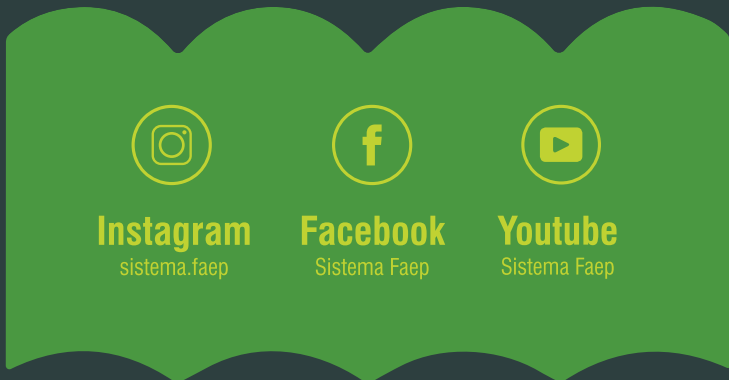 Instagram
sistema.faep
Facebook
Sistema Faep
Youtube
Sistema Faep